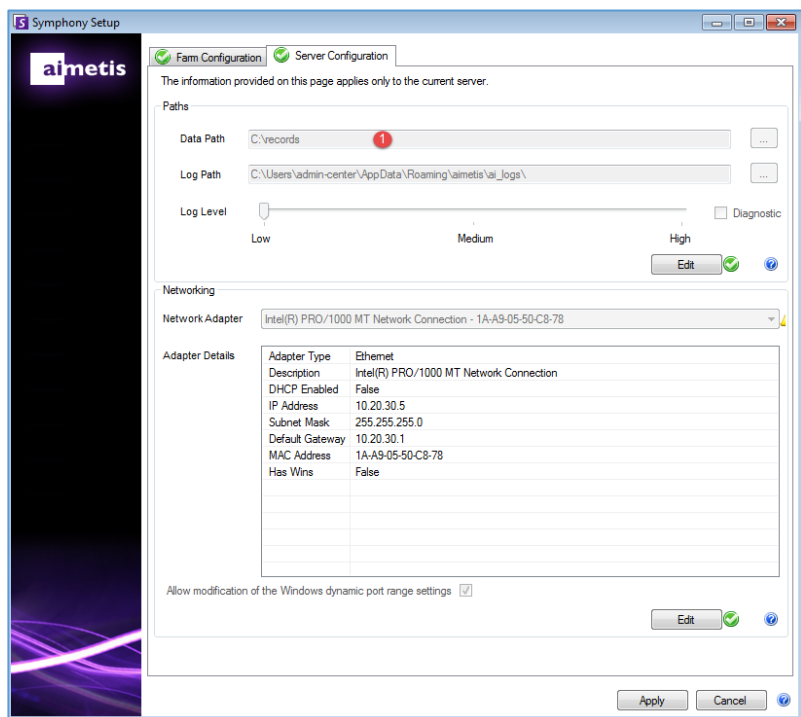 Symphony Setup
aimetis
Farm Configuration
Server Configuration
The information provided on this page applies only to the current server.
Paths
Data Path C:\records 1 ...
Log Path C:\Users\admin-center\AppData\Roaming\aimetis\ai_logs\ ...
Log Level Diagnostic
Low Medium High
Edit ?
Networking
Network Adapter Intel(R) PRO/1000 MT Network Connection - 1A-A9-05-50-C8-78
Adapter Details
Adapter Type Ethernet
Description Intel(R) PRO/1000 MT Network Connection
DHCP Enabled False
IP Address 10.20.30.5
Subnet Mask 255.255.255.0
Default Gateway 10.20.30.1
MAC Address 1A-A9-05-50-C8-78
Has Wins False
Allow modification of the Windows dynamic port range settings
Edit ?
Apply Cancel ?